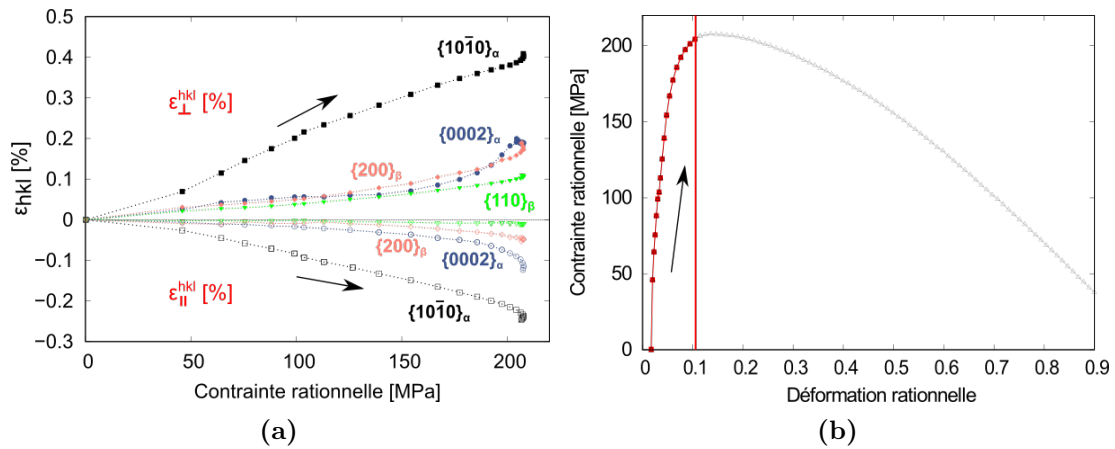 0.5
0.4
0.3
0.2
0.1
0
−0.1
−0.2
−0.3
εhkl [%]
{101̅0}α
ε⊥^hkl [%]
{0002}α
{200}β
{110}β
{200}β
{0002}α
ε||^hkl [%]
{101̅0}α
0 50 100 150 200
Contrainte rationnelle [MPa]
(a)
200
150
100
50
0
Contrainte rationnelle [MPa]
0 0.1 0.2 0.3 0.4 0.5 0.6 0.7 0.8 0.9
Déformation rationnelle
(b)